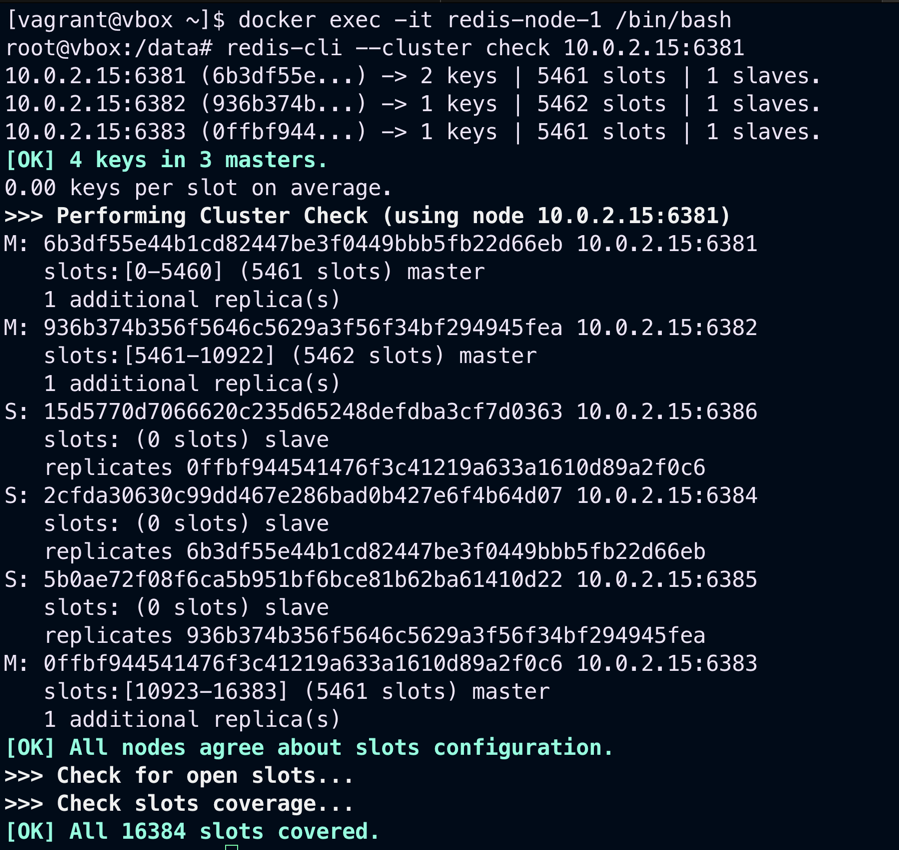 [vagrant@vbox ~]$ docker exec -it redis-node-1 /bin/bash
root@vbox:/data# redis-cli --cluster check 10.0.2.15:6381
10.0.2.15:6381 (6b3df55e...) -> 2 keys | 5461 slots | 1 slaves.
10.0.2.15:6382 (936b374b...) -> 1 keys | 5462 slots | 1 slaves.
10.0.2.15:6383 (0ffbf944...) -> 1 keys | 5461 slots | 1 slaves.
[OK] 4 keys in 3 masters.
0.00 keys per slot on average.
>>> Performing Cluster Check (using node 10.0.2.15:6381)
M: 6b3df55e44b1cd82447be3f0449bbb5fb22d66eb 10.0.2.15:6381
   slots:[0-5460] (5461 slots) master
   1 additional replica(s)
M: 936b374b356f5646c5629a3f56f34bf294945fea 10.0.2.15:6382
   slots:[5461-10922] (5462 slots) master
   1 additional replica(s)
S: 15d5770d7066620c235d65248defdba3cf7d0363 10.0.2.15:6386
   slots: (0 slots) slave
   replicates 0ffbf944541476f3c41219a633a1610d89a2f0c6
S: 2cfda30630c99dd467e286bad0b427e6f4b64d07 10.0.2.15:6384
   slots: (0 slots) slave
   replicates 6b3df55e44b1cd82447be3f0449bbb5fb22d66eb
S: 5b0ae72f08f6ca5b951bf6bce81b62ba61410d22 10.0.2.15:6385
   slots: (0 slots) slave
   replicates 936b374b356f5646c5629a3f56f34bf294945fea
M: 0ffbf944541476f3c41219a633a1610d89a2f0c6 10.0.2.15:6383
   slots:[10923-16383] (5461 slots) master
   1 additional replica(s)
[OK] All nodes agree about slots configuration.
>>> Check for open slots...
>>> Check slots coverage...
[OK] All 16384 slots covered.